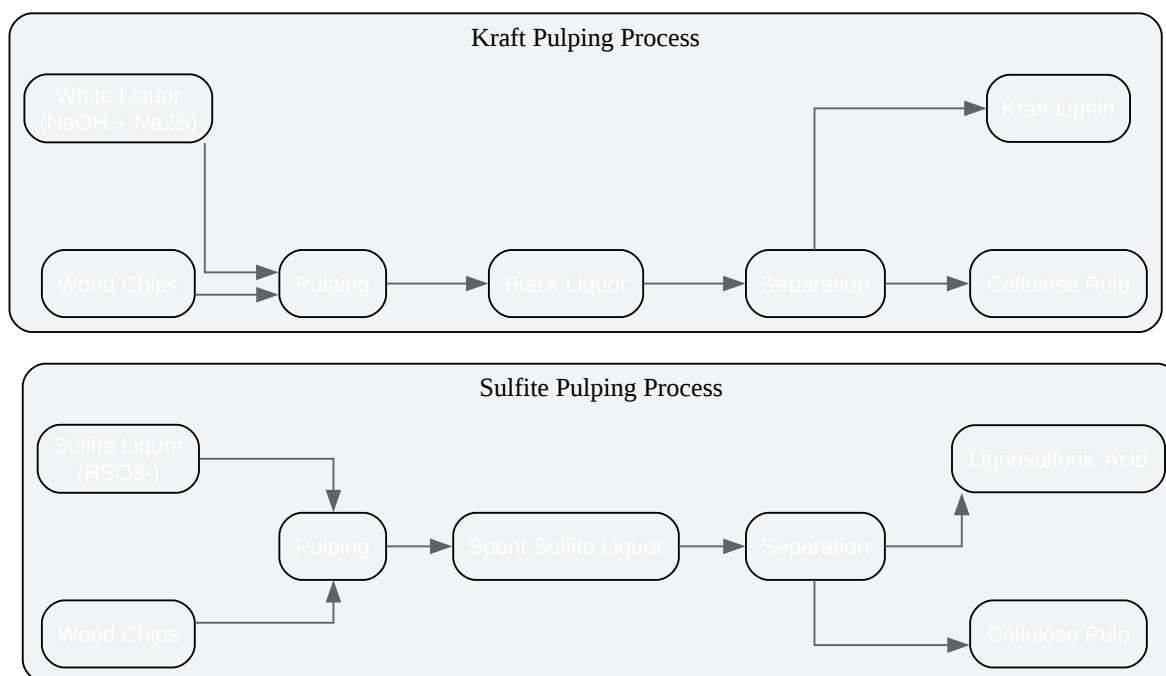 Kraft Pulping Process
White Liquor
(NaOH + Na2S)
Kraft Lignin
Wood Chips
Pulping
Black Liquor
Separation
Cellulose Pulp
Sulfite Pulping Process
Sulfite Liquor
(HSO3-)
Lignosulfonic Acid
Pulping
Spent Sulfite Liquor
Separation
Wood Chips
Cellulose Pulp